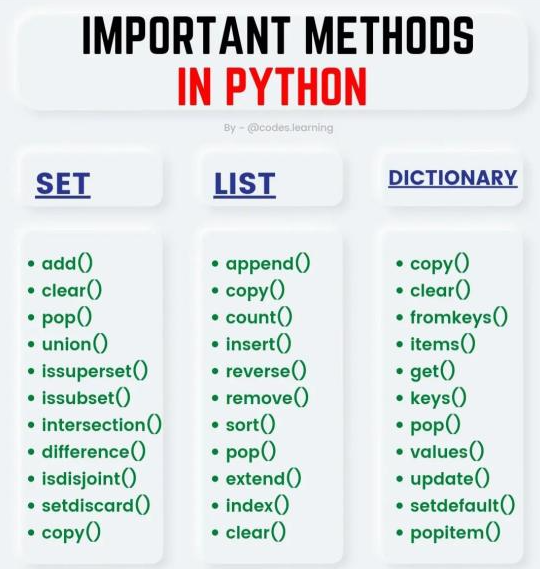 IMPORTANT METHODS
IN PYTHON
By - @codes.learning
SET
add()
clear()
pop()
union()
issuperset()
issubset()
intersection()
difference()
isdisjoint()
setdiscard()
copy()
LIST
append()
copy()
count()
insert()
reverse()
remove()
sort()
pop()
extend()
index()
clear()
DICTIONARY
copy()
clear()
fromkeys()
items()
get()
keys()
pop()
values()
update()
setdefault()
popitem()